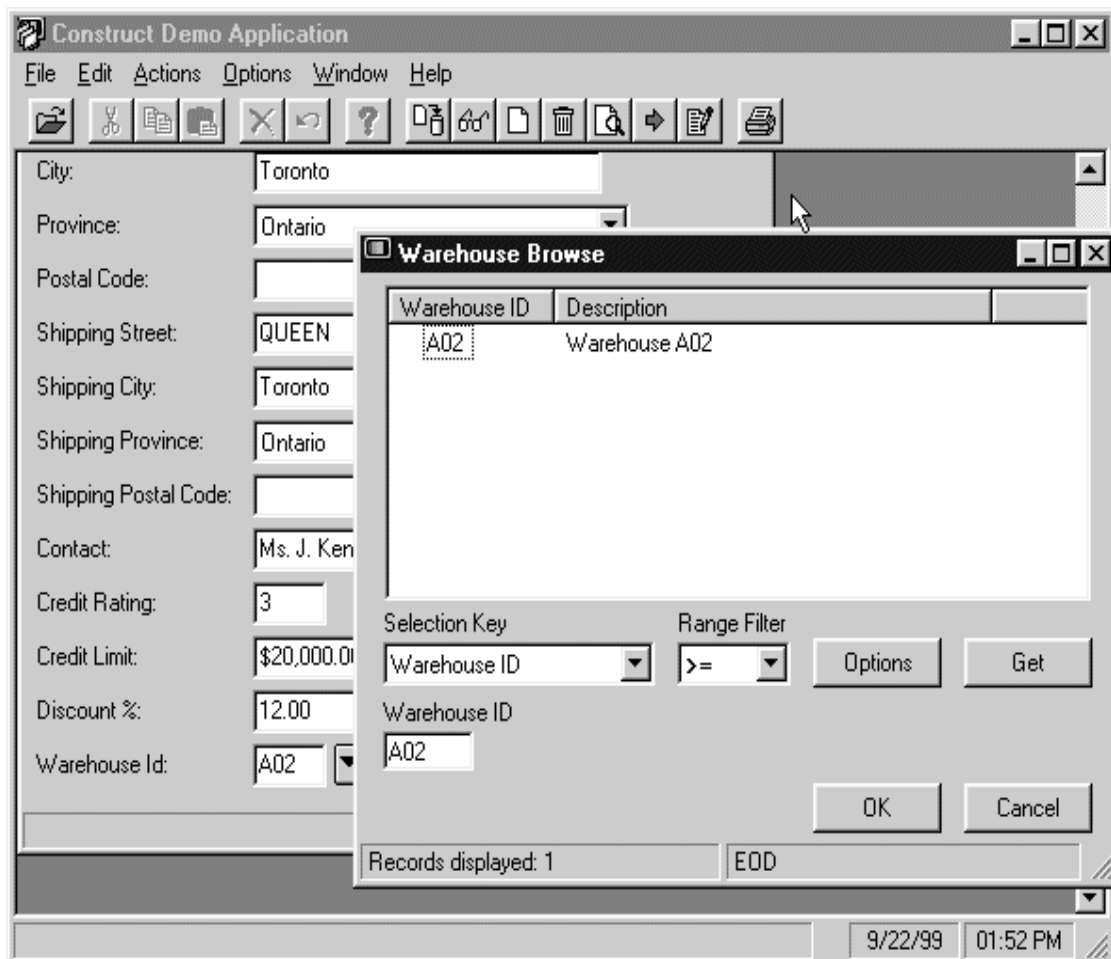 Construct Demo Application
File Edit Actions Options Window Help
City: Toronto
Province: Ontario
Postal Code:
Shipping Street: QUEEN
Shipping City: Toronto
Shipping Province: Ontario
Shipping Postal Code:
Contact: Ms. J. Ken
Credit Rating: 3
Credit Limit: $20,000.0
Discount %: 12.00
Warehouse Id: A02
Warehouse Browse
Warehouse ID Description
A02 Warehouse A02
Selection Key Range Filter
Warehouse ID >= Options Get
Warehouse ID
A02
OK Cancel
Records displayed: 1 EOD
9/22/99 01:52 PM